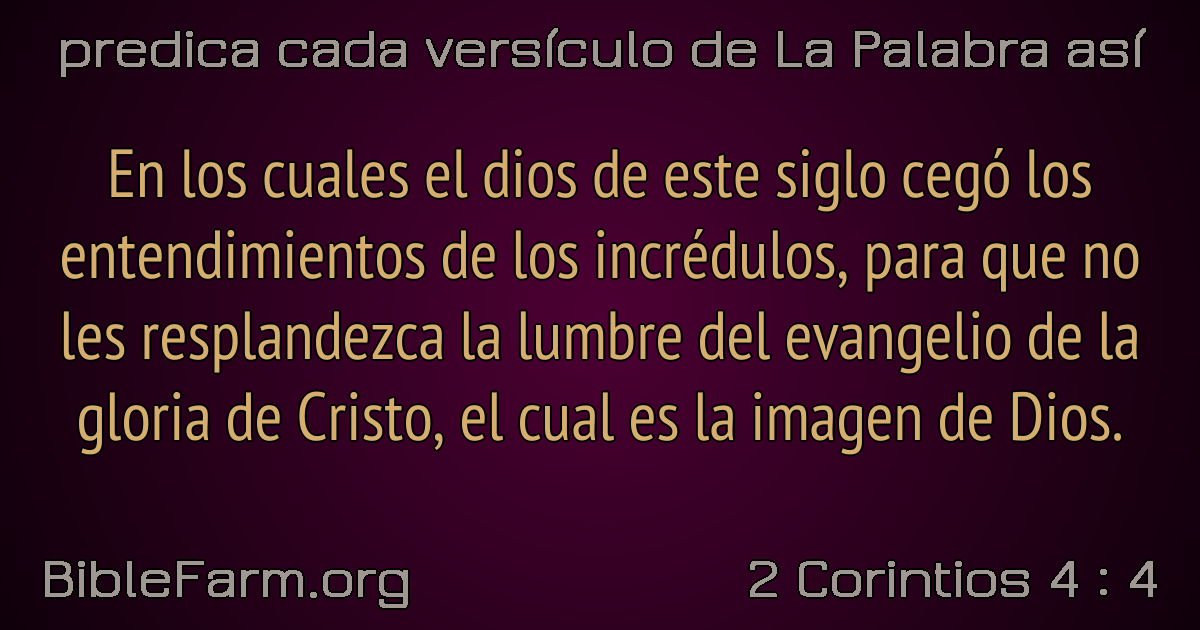 predica cada versículo de La Palabra así
En los cuales el dios de este siglo cegó los
entendimientos de los incrédulos, para que no
les resplandezca la lumbre del evangelio de la
gloria de Cristo, el cual es la imagen de Dios.
BibleFarm.org
2 Corintios 4 : 4